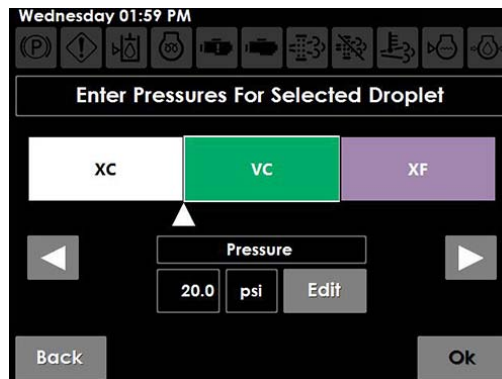 Wednesday 01:59 PM
(P)
Enter Pressures For Selected Droplet
XC VC XF
Pressure
20.0 psi Edit
Back Ok